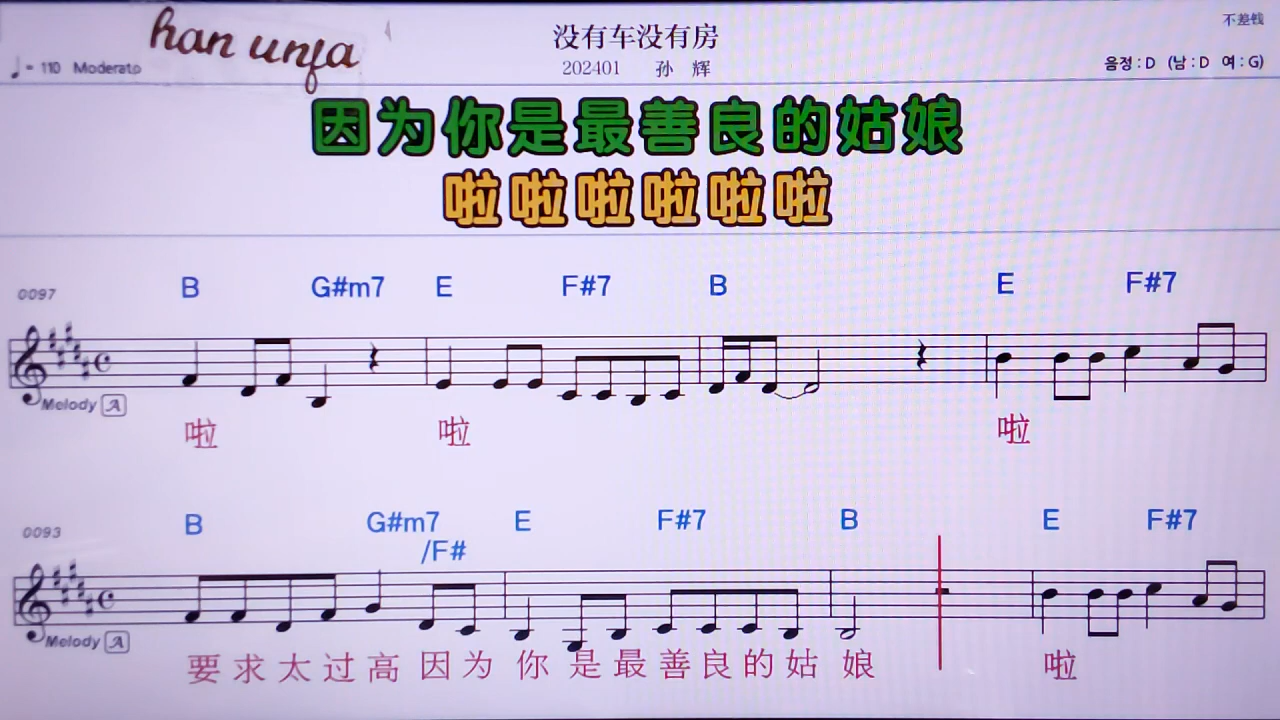 han unfa
没有车没有房
不差钱
♩= 110 Moderato
202401 孙 辉
음정 : D (남 : D 여 : G)
因为你是最善良的姑娘
啦啦啦啦啦啦
0097 B G#m7 E F#7 B E F#7
Melody A
啦 啦 啦
0093 B G#m7 E F#7 B E F#7
/F#
Melody A
要求太过高因为你是最善良的姑娘 啦